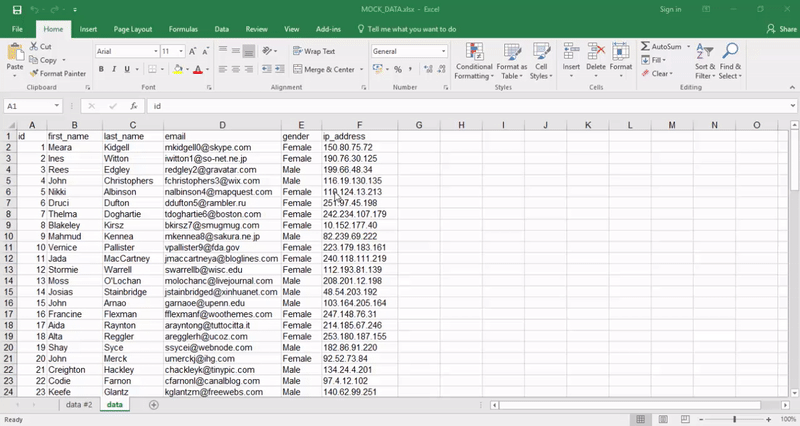 MOCK_DATA.xlsx - Excel
Sign in
File Home Insert Page Layout Formulas Data Review View Add-ins Tell me what you want to do Share
Paste Cut Copy Format Painter
Arial 11 A A B I U A
Wrap Text Merge & Center
General $ % ,
Conditional Formatting Format as Table Cell Styles
Insert Delete Format
AutoSum Fill Clear Sort & Filter Find & Select
Clipboard Font Alignment Number Styles Cells Editing
A1 fx id
A B C D E F G H I J K L M N O
1 id first_name last_name email gender ip_address
2 1 Meara Kidgell mkidgell0@skype.com Female 150.80.75.72
3 2 Ines Witton iwitton1@so-net.ne.jp Female 190.76.30.125
4 3 Rees Edgley redgley2@gravatar.com Male 199.66.48.34
5 4 John Christophers fchristophers3@wix.com Male 116.19.130.135
6 5 Nikki Albinson nalbinson4@mapquest.com Female 110.124.13.213
7 6 Druci Dufton ddufton5@rambler.ru Female 251.97.45.198
8 7 Thelma Doghartie tdoghartie6@boston.com Female 242.234.107.179
9 8 Blakeley Kirsz bkirsz7@smugmug.com Female 10.152.177.40
10 9 Mahmud Kennea mkennea8@sakura.ne.jp Male 82.239.69.222
11 10 Vernice Pallister vpallister9@fda.gov Female 223.179.183.161
12 11 Jada MacCartney jmaccartneya@bloglines.com Female 240.118.111.219
13 12 Stormie Warrell swarrellb@wisc.edu Female 112.193.81.139
14 13 Moss O'Lochan molochanc@livejournal.com Male 208.201.12.198
15 14 Josias Stainbridge jstainbridged@xinhuanet.com Male 48.54.203.192
16 15 John Arnao garnaoe@upenn.edu Male 103.164.205.164
17 16 Francine Flexman fflexmanf@woothemes.com Female 247.148.76.31
18 17 Aida Raynton arayntong@tuttocitta.it Female 214.185.67.246
19 18 Alta Reggler aregglerh@ucoz.com Female 253.180.187.155
20 19 Shay Syce ssycei@webnode.com Male 182.86.91.220
21 20 John Merck umerckj@ihg.com Female 92.52.73.84
22 21 Creighton Hackley chackleyk@tinypic.com Male 134.24.4.201
23 22 Codie Farnon cfarnonl@canalblog.com Male 97.4.12.102
24 23 Keefe Glantz kglantzm@freewebs.com Male 140.62.99.251
data #2 data
Ready 100%